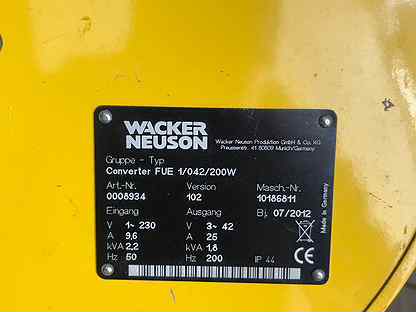 WACKER
NEUSON
Wacker Neuson Produktion GmbH & Co. KG
Preussenstr. 41 80809 Munich/Germany
Gruppe - Typ
Converter FUE 1/042/200W
Art.-Nr. Version Masch.-Nr.
0008934 102 10186811
Eingang Ausgang Bj. 07/2012
V 1~ 230 V 3~ 42
A 9,6 A 25
kVA 2,2 kVA 1,8
Hz 50 Hz 200 IP 44
CE
Made in Germany